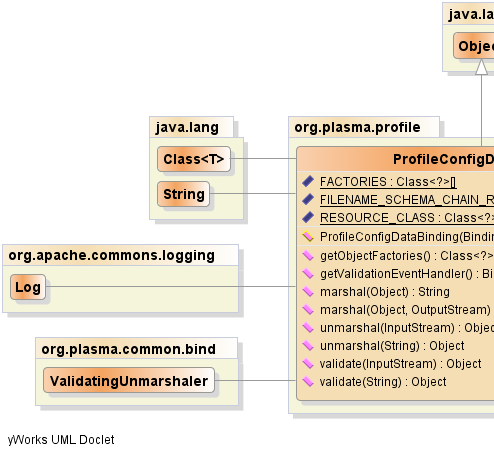 java.la
Objec
java.lang
Class<T>
String
org.plasma.profile
ProfileConfigD
FACTORIES : Class<?>[]
FILENAME_SCHEMA_CHAIN_R
RESOURCE_CLASS : Class<?>
ProfileConfigDataBinding(Bindin
getObjectFactories() : Class<?>
getValidationEventHandler() : Bi
marshal(Object) : String
marshal(Object, OutputStream)
unmarshal(InputStream) : Objec
unmarshal(String) : Object
validate(InputStream) : Object
validate(String) : Object
org.apache.commons.logging
Log
org.plasma.common.bind
ValidatingUnmarshaler
yWorks UML Doclet